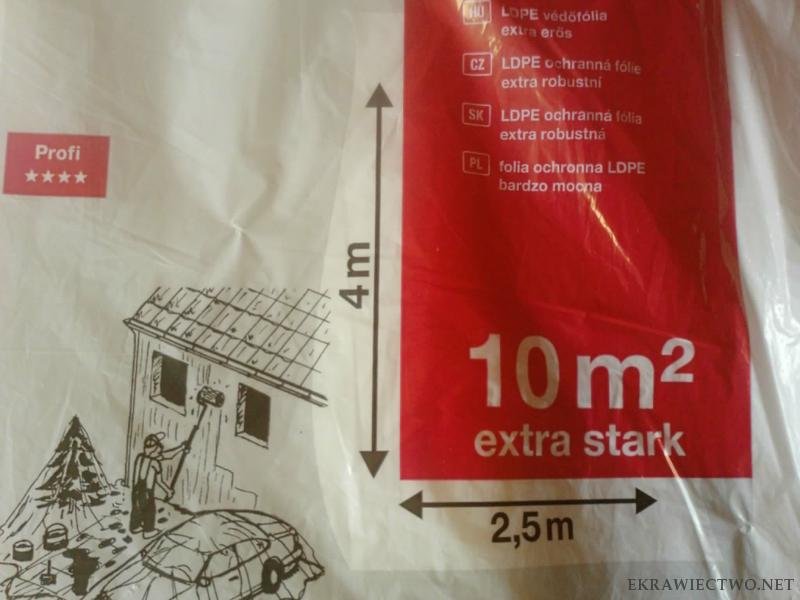 HU LDPE védőfólia
extra erős
CZ LDPE ochranná fólie
extra robustní
SK LDPE ochranná fólia
extra robustná
PL folia ochronna LDPE
bardzo mocna
Profi
★★★★
4 m
10 m²
extra stark
2,5 m
EKRAWIECTWO.NET